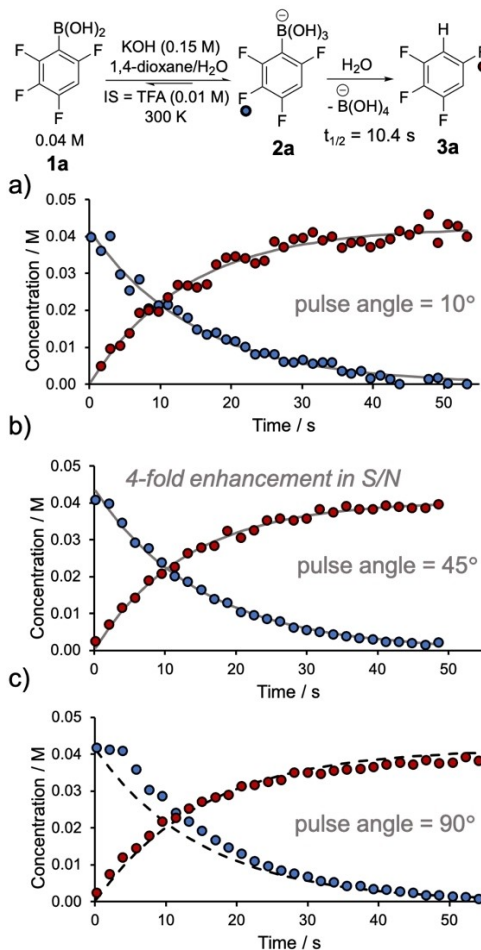 B(OH)2
F
F
F
F
0.04 M
1a
KOH (0.15 M)
1,4-dioxane/H2O
IS = TFA (0.01 M)
300 K
⊖
B(OH)3
F
F
F
F
2a
H2O
⊖
- B(OH)4
t1/2 = 10.4 s
H
F
F
F
F
3a
a)
Concentration / M
0.05
0.04
0.03
0.02
0.01
0.00
pulse angle = 10°
0 10 20 30 40 50
Time / s
b)
Concentration / M
0.05
0.04
0.03
0.02
0.01
0.00
4-fold enhancement in S/N
pulse angle = 45°
0 10 20 30 40 50
Time / s
c)
Concentration / M
0.05
0.04
0.03
0.02
0.01
0.00
pulse angle = 90°
0 10 20 30 40 50
Time / s